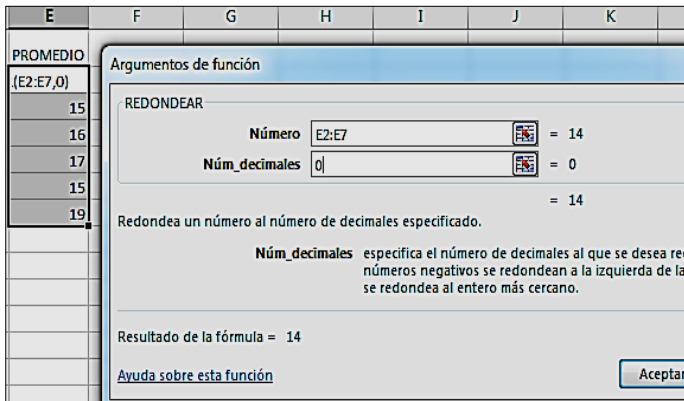 E F G H I J K
PROMEDIO
.(E2:E7,0)
15
16
17
15
19
Argumentos de función
REDONDEAR
Número E2:E7 = 14
Núm_decimales 0 = 0
= 14
Redondea un número al número de decimales especificado.
Núm_decimales especifica el número de decimales al que se desea
números negativos se redondean a la izquierda de la
se redondea al entero más cercano.
Resultado de la fórmula = 14
Ayuda sobre esta función
Aceptar